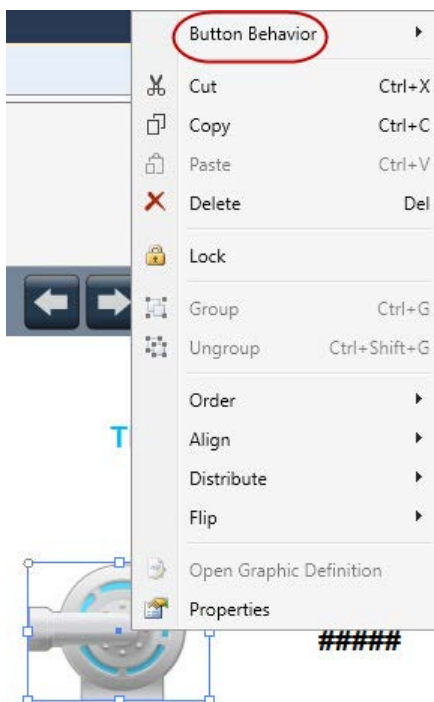 Button Behavior
Cut Ctrl+X
Copy Ctrl+C
Paste Ctrl+V
Delete Del
Lock
Group Ctrl+G
Ungroup Ctrl+Shift+G
Order
Align
Distribute
Flip
Open Graphic Definition
Properties
#####